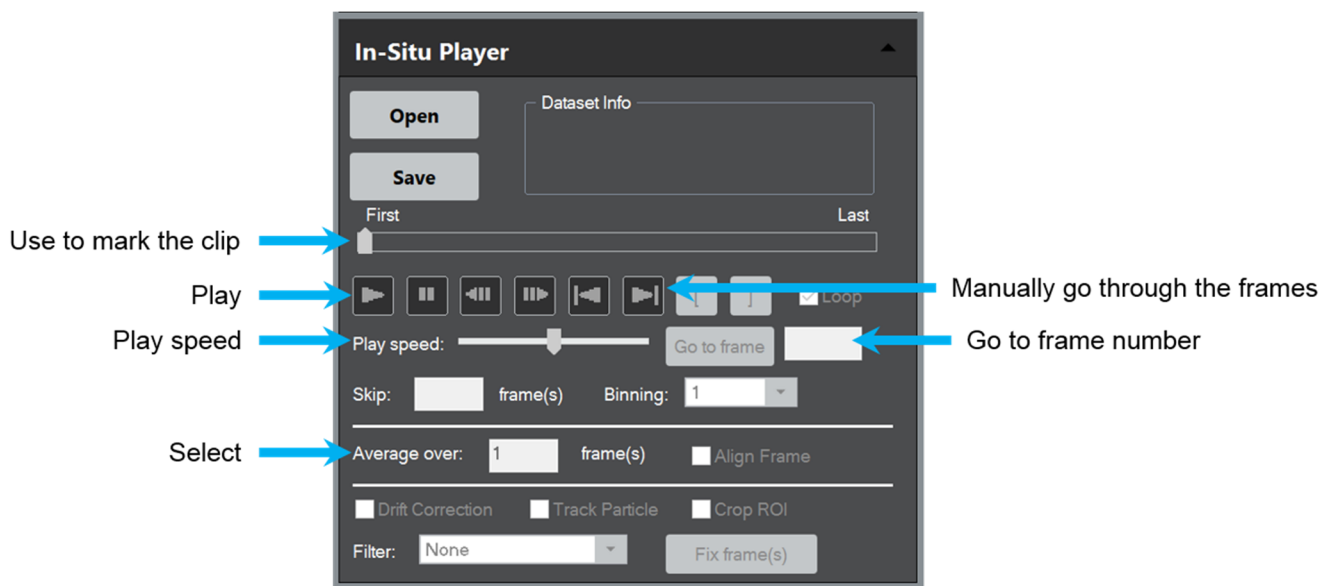 In-Situ Player
Open
Dataset Info
Save
First
Last
Use to mark the clip
Play
[ ]
Loop
Manually go through the frames
Play speed
Play speed:
Go to frame
Go to frame number
Skip:
frame(s)
Binning:
1
Select
Average over:
1
frame(s)
Align Frame
Drift Correction
Track Particle
Crop ROI
Filter:
None
Fix frame(s)